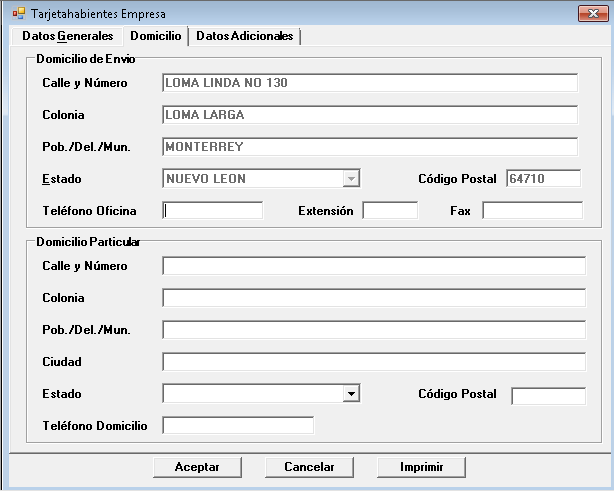 Tarjetahabientes Empresa
Datos Generales Domicilio Datos Adicionales
Domicilio de Envio
Calle y Número LOMA LINDA NO 130
Colonia LOMA LARGA
Pob./Del./Mun. MONTERREY
Estado NUEVO LEON Código Postal 64710
Teléfono Oficina Extensión Fax
Domicilio Particular
Calle y Número
Colonia
Pob./Del./Mun.
Ciudad
Estado Código Postal
Teléfono Domicilio
Aceptar Cancelar Imprimir